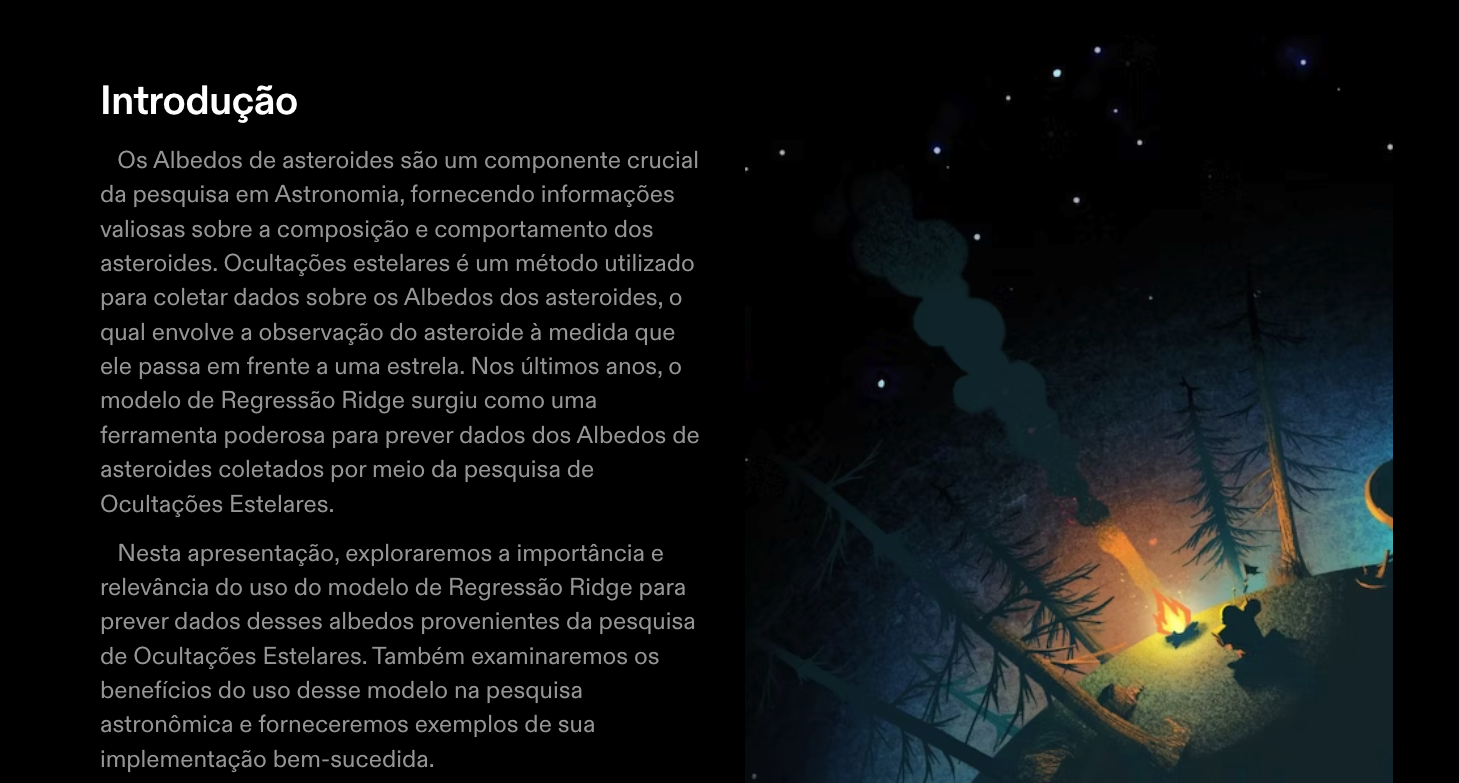 Introdução
Os Albedos de asteroides são um componente crucial
da pesquisa em Astronomia, fornecendo informações
valiosas sobre a composição e comportamento dos
asteroides. Ocultações estelares é um método utilizado
para coletar dados sobre os Albedos dos asteroides, o
qual envolve a observação do asteroide à medida que
ele passa em frente a uma estrela. Nos últimos anos, o
modelo de Regressão Ridge surgiu como uma
ferramenta poderosa para prever dados dos Albedos de
asteroides coletados por meio da pesquisa de
Ocultações Estelares.
Nesta apresentação, exploraremos a importância e
relevância do uso do modelo de Regressão Ridge para
prever dados desses albedos provenientes da pesquisa
de Ocultações Estelares. Também examinaremos os
benefícios do uso desse modelo na pesquisa
astronômica e forneceremos exemplos de sua
implementação bem-sucedida.